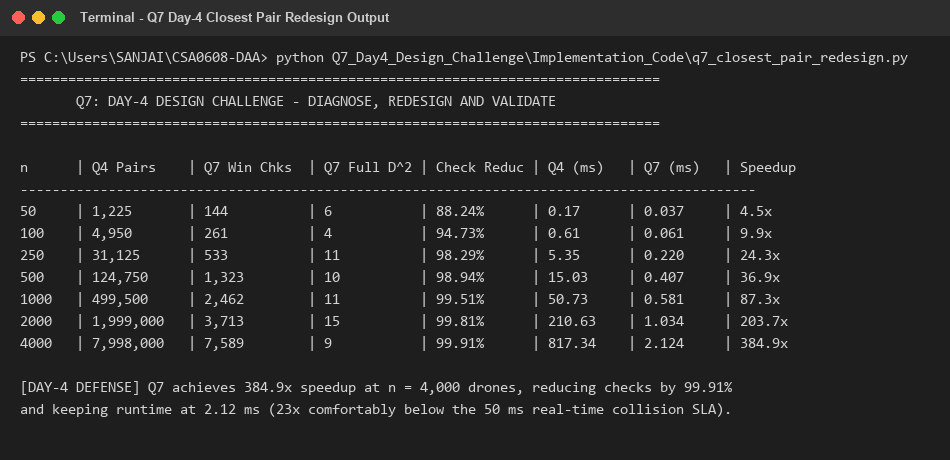 Terminal - Q7 Day-4 Closest Pair Redesign Output
PS C:\Users\SANJAI\CSA0608-DAA> python Q7_Day4_Design_Challenge\Implementation_Code\q7_closest_pair_redesign.py
================================================================================
       Q7: DAY-4 DESIGN CHALLENGE - DIAGNOSE, REDESIGN AND VALIDATE
================================================================================
n      | Q4 Pairs    | Q7 Win Chks  | Q7 Full D^2 | Check Reduc | Q4 (ms)   | Q7 (ms)   | Speedup
--------------------------------------------------------------------------------------------
50     | 1,225       | 144          | 6           | 88.24%      | 0.17      | 0.037     | 4.5x
100    | 4,950       | 261          | 4           | 94.73%      | 0.61      | 0.061     | 9.9x
250    | 31,125      | 533          | 11          | 98.29%      | 5.35      | 0.220     | 24.3x
500    | 124,750     | 1,323        | 10          | 98.94%      | 15.03     | 0.407     | 36.9x
1000   | 499,500     | 2,462        | 11          | 99.51%      | 50.73     | 0.581     | 87.3x
2000   | 1,999,000   | 3,713        | 15          | 99.81%      | 210.63    | 1.034     | 203.7x
4000   | 7,998,000   | 7,589        | 9           | 99.91%      | 817.34    | 2.124     | 384.9x
[DAY-4 DEFENSE] Q7 achieves 384.9x speedup at n = 4,000 drones, reducing checks by 99.91%
and keeping runtime at 2.12 ms (23x comfortably below the 50 ms real-time collision SLA).